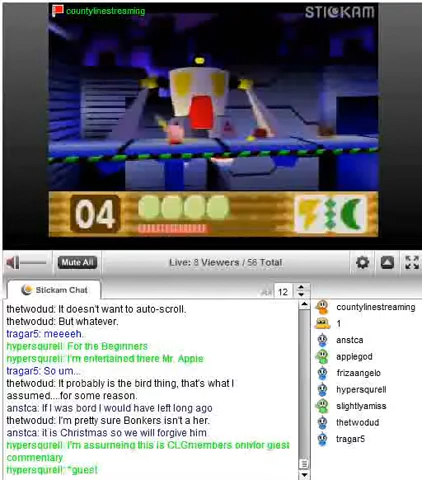 countylinestreaming
STICKAM
04
Mute All
Live: 8 Viewers / 56 Total
Stickam Chat
AA 12
thetwodud: It doesn't want to auto-scroll.
thetwodud: But whatever.
tragar5: meeeeh.
hypersqurell: For the Beginners
hypersqurell: I'm entertained there Mr. Apple
tragar5: So um...
thetwodud: It probably is the bird thing, that's what I
assumed....for some reason.
anstca: If I was bord I would have left long ago
thetwodud: I'm pretty sure Bonkers isn't a her.
anstca: it is Christmas so we will forgive him
hypersqurell: I'm assumeing this is CLGmembers only for giest
commentary.
hypersqurell: *guest
countylinestreaming
1
anstca
applegod
frizaangelo
hypersqurell
slightlyamiss
thetwodud
tragar5